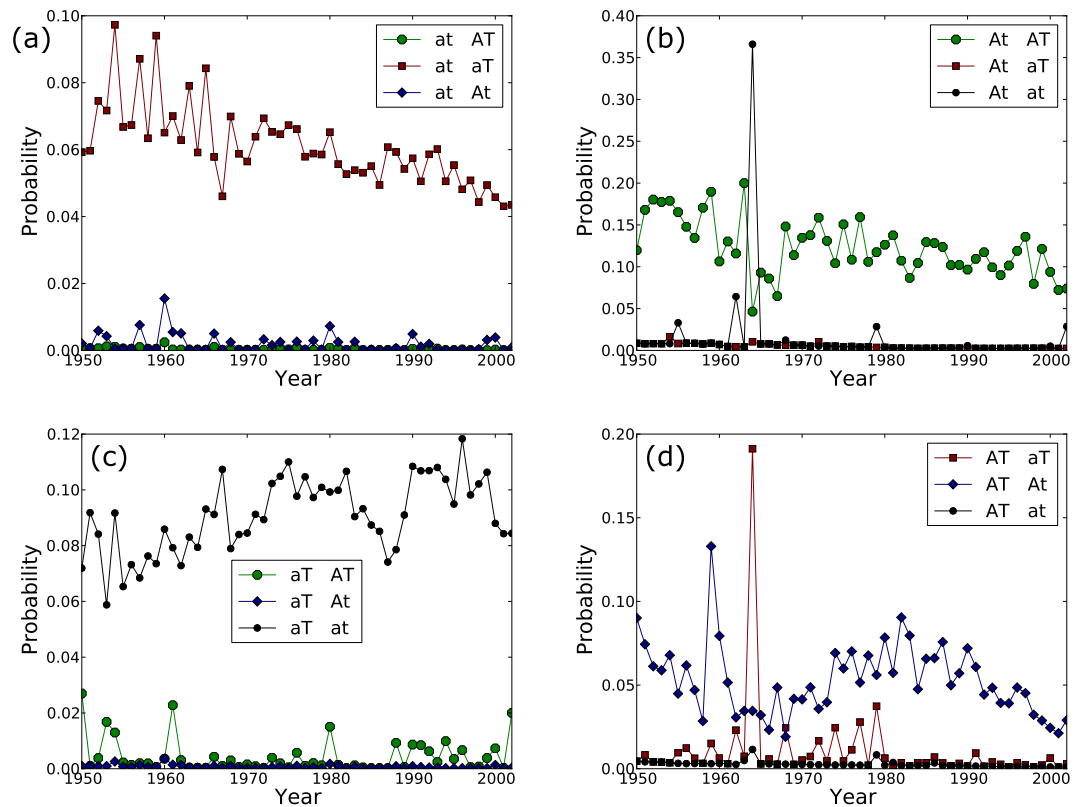 (a)
0.10
0.08
0.06
0.04
0.02
0.00
Probability
at AT
at aT
at At
1950 1960 1970 1980 1990 2000
Year
(b)
0.40
0.35
0.30
0.25
0.20
0.15
0.10
0.05
0.00
Probability
At AT
At aT
At at
1950 1960 1970 1980 1990 2000
Year
(c)
0.12
0.10
0.08
0.06
0.04
0.02
0.00
Probability
aT AT
aT At
aT at
1950 1960 1970 1980 1990 2000
Year
(d)
0.20
0.15
0.10
0.05
0.00
Probability
AT aT
AT At
AT at
1950 1960 1970 1980 1990 2000
Year